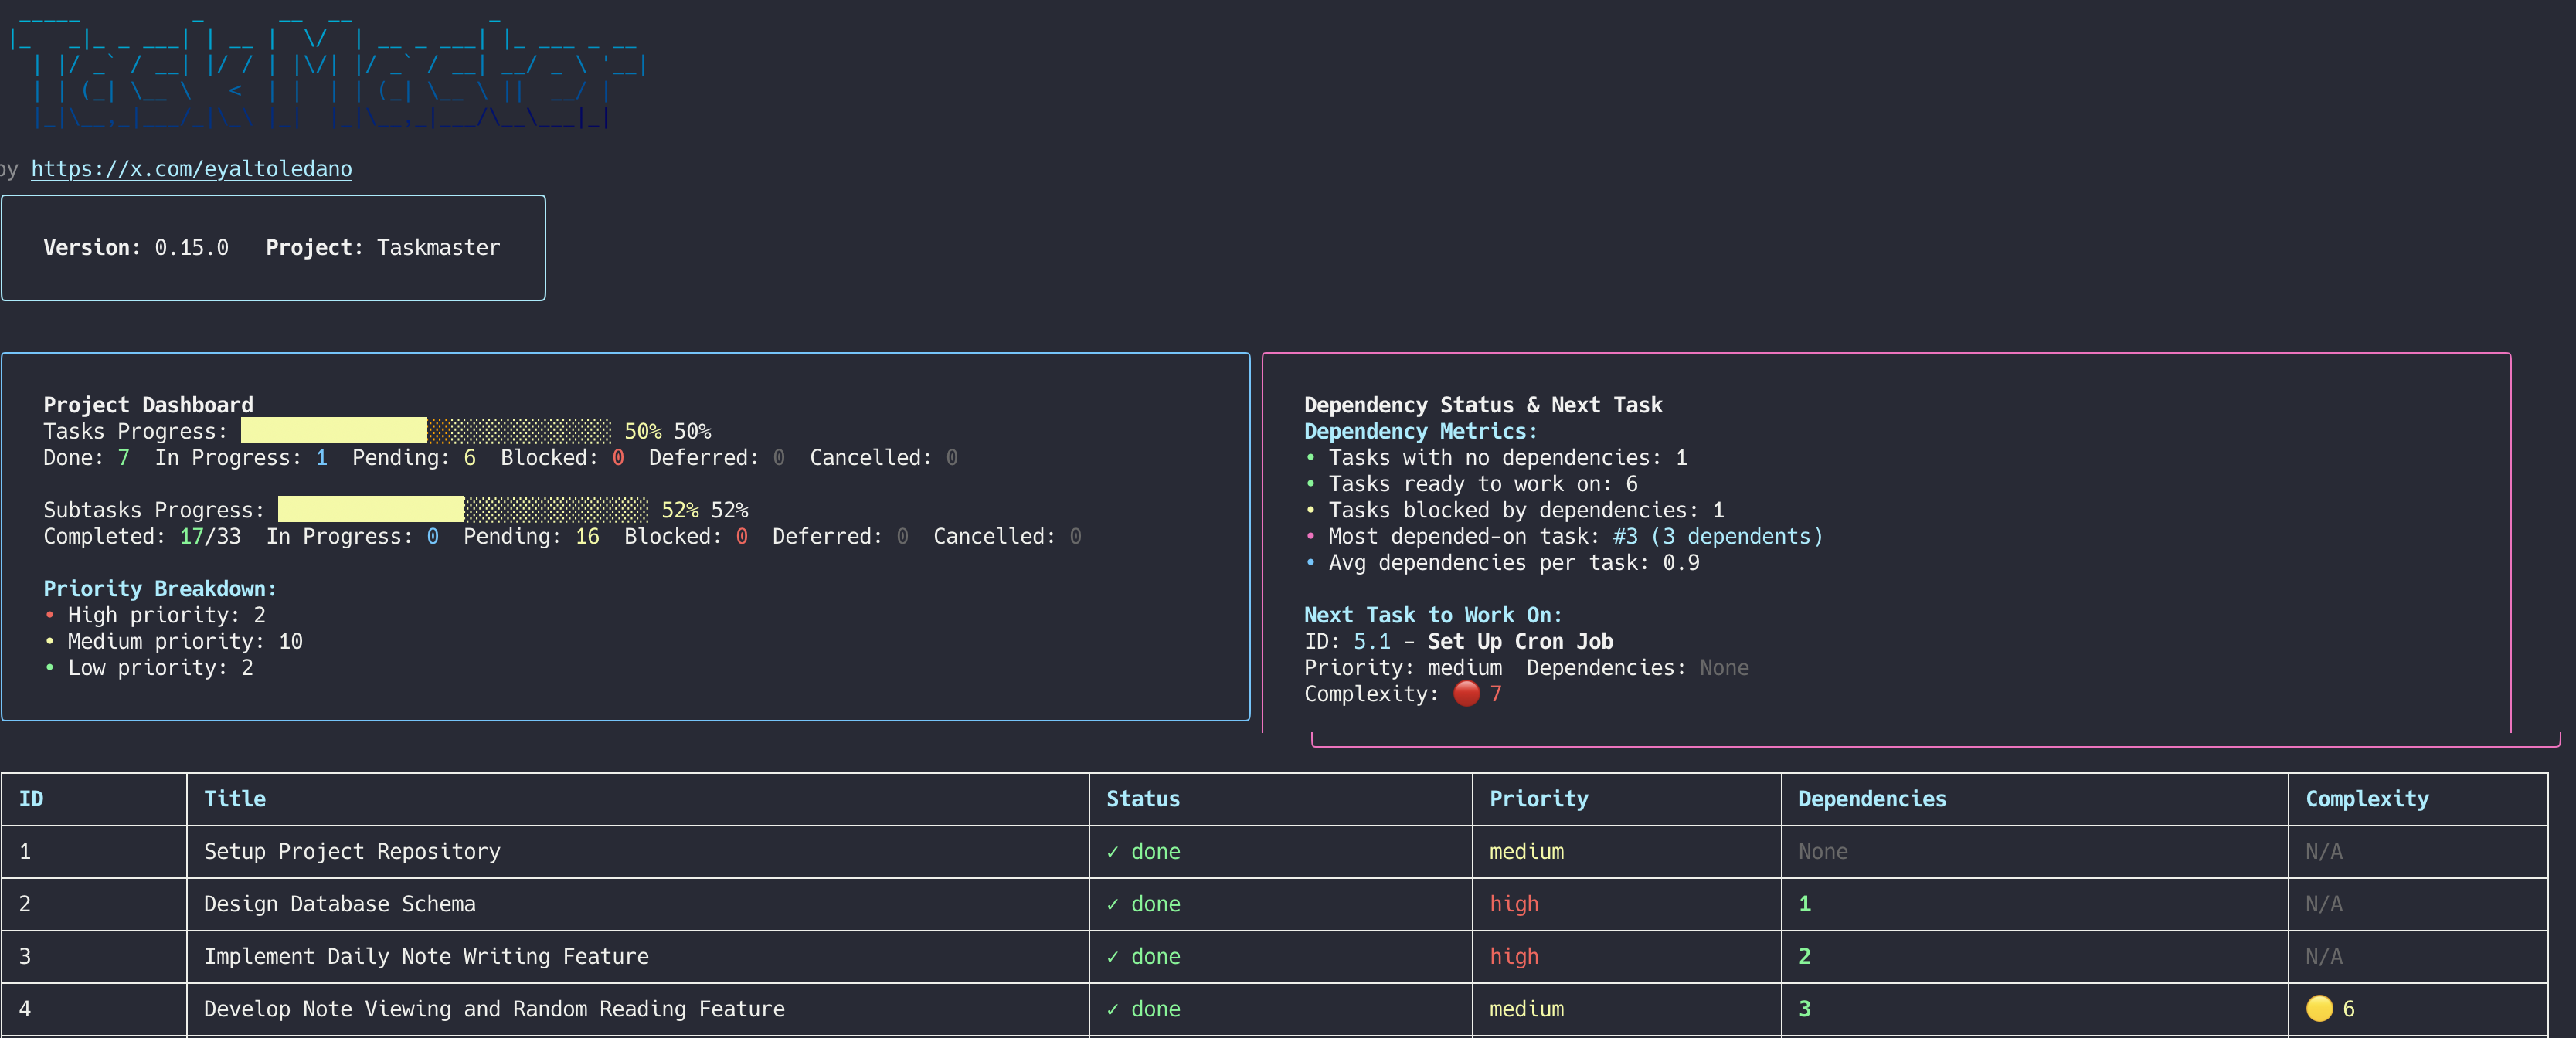 Task Master
by https://x.com/eyaltoledano
Version: 0.15.0   Project: Taskmaster
Project Dashboard
Tasks Progress: 50% 50%
Done: 7  In Progress: 1  Pending: 6  Blocked: 0  Deferred: 0  Cancelled: 0
Subtasks Progress: 52% 52%
Completed: 17/33  In Progress: 0  Pending: 16  Blocked: 0  Deferred: 0  Cancelled: 0
Priority Breakdown:
• High priority: 2
• Medium priority: 10
• Low priority: 2
Dependency Status & Next Task
Dependency Metrics:
• Tasks with no dependencies: 1
• Tasks ready to work on: 6
• Tasks blocked by dependencies: 1
• Most depended-on task: #3 (3 dependents)
• Avg dependencies per task: 0.9
Next Task to Work On:
ID: 5.1 - Set Up Cron Job
Priority: medium  Dependencies: None
Complexity: 🔴 7
ID  Title  Status  Priority  Dependencies  Complexity
1  Setup Project Repository  ✓ done  medium  None  N/A
2  Design Database Schema  ✓ done  high  1  N/A
3  Implement Daily Note Writing Feature  ✓ done  high  2  N/A
4  Develop Note Viewing and Random Reading Feature  ✓ done  medium  3  🟡 6